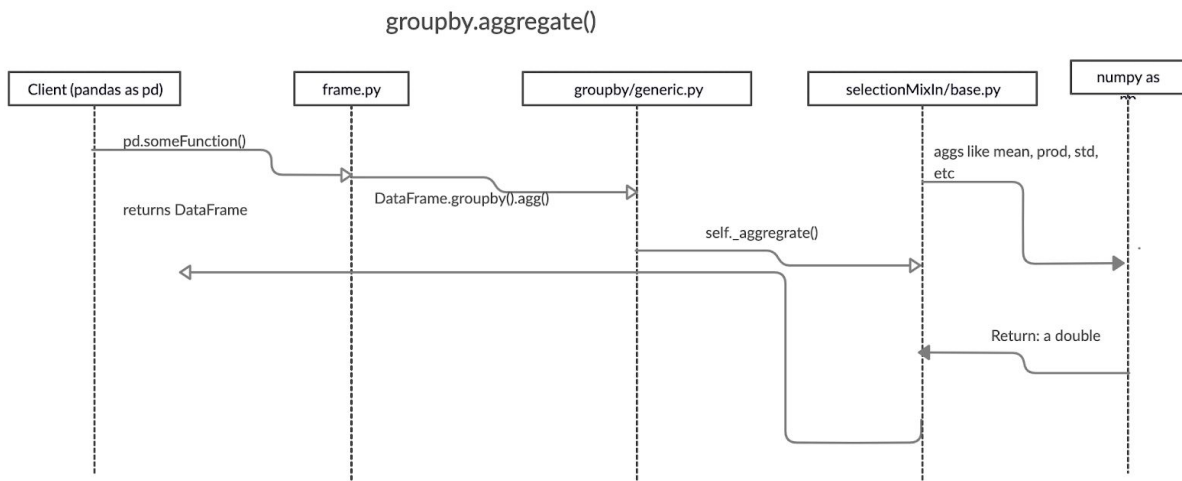 groupby.aggregate()
Client (pandas as pd)
frame.py
groupby/generic.py
selectionMixIn/base.py
numpy as
pd.someFunction()
aggs like mean, prod, std,
etc
DataFrame.groupby().agg()
returns DataFrame
self._aggregrate()
Return: a double